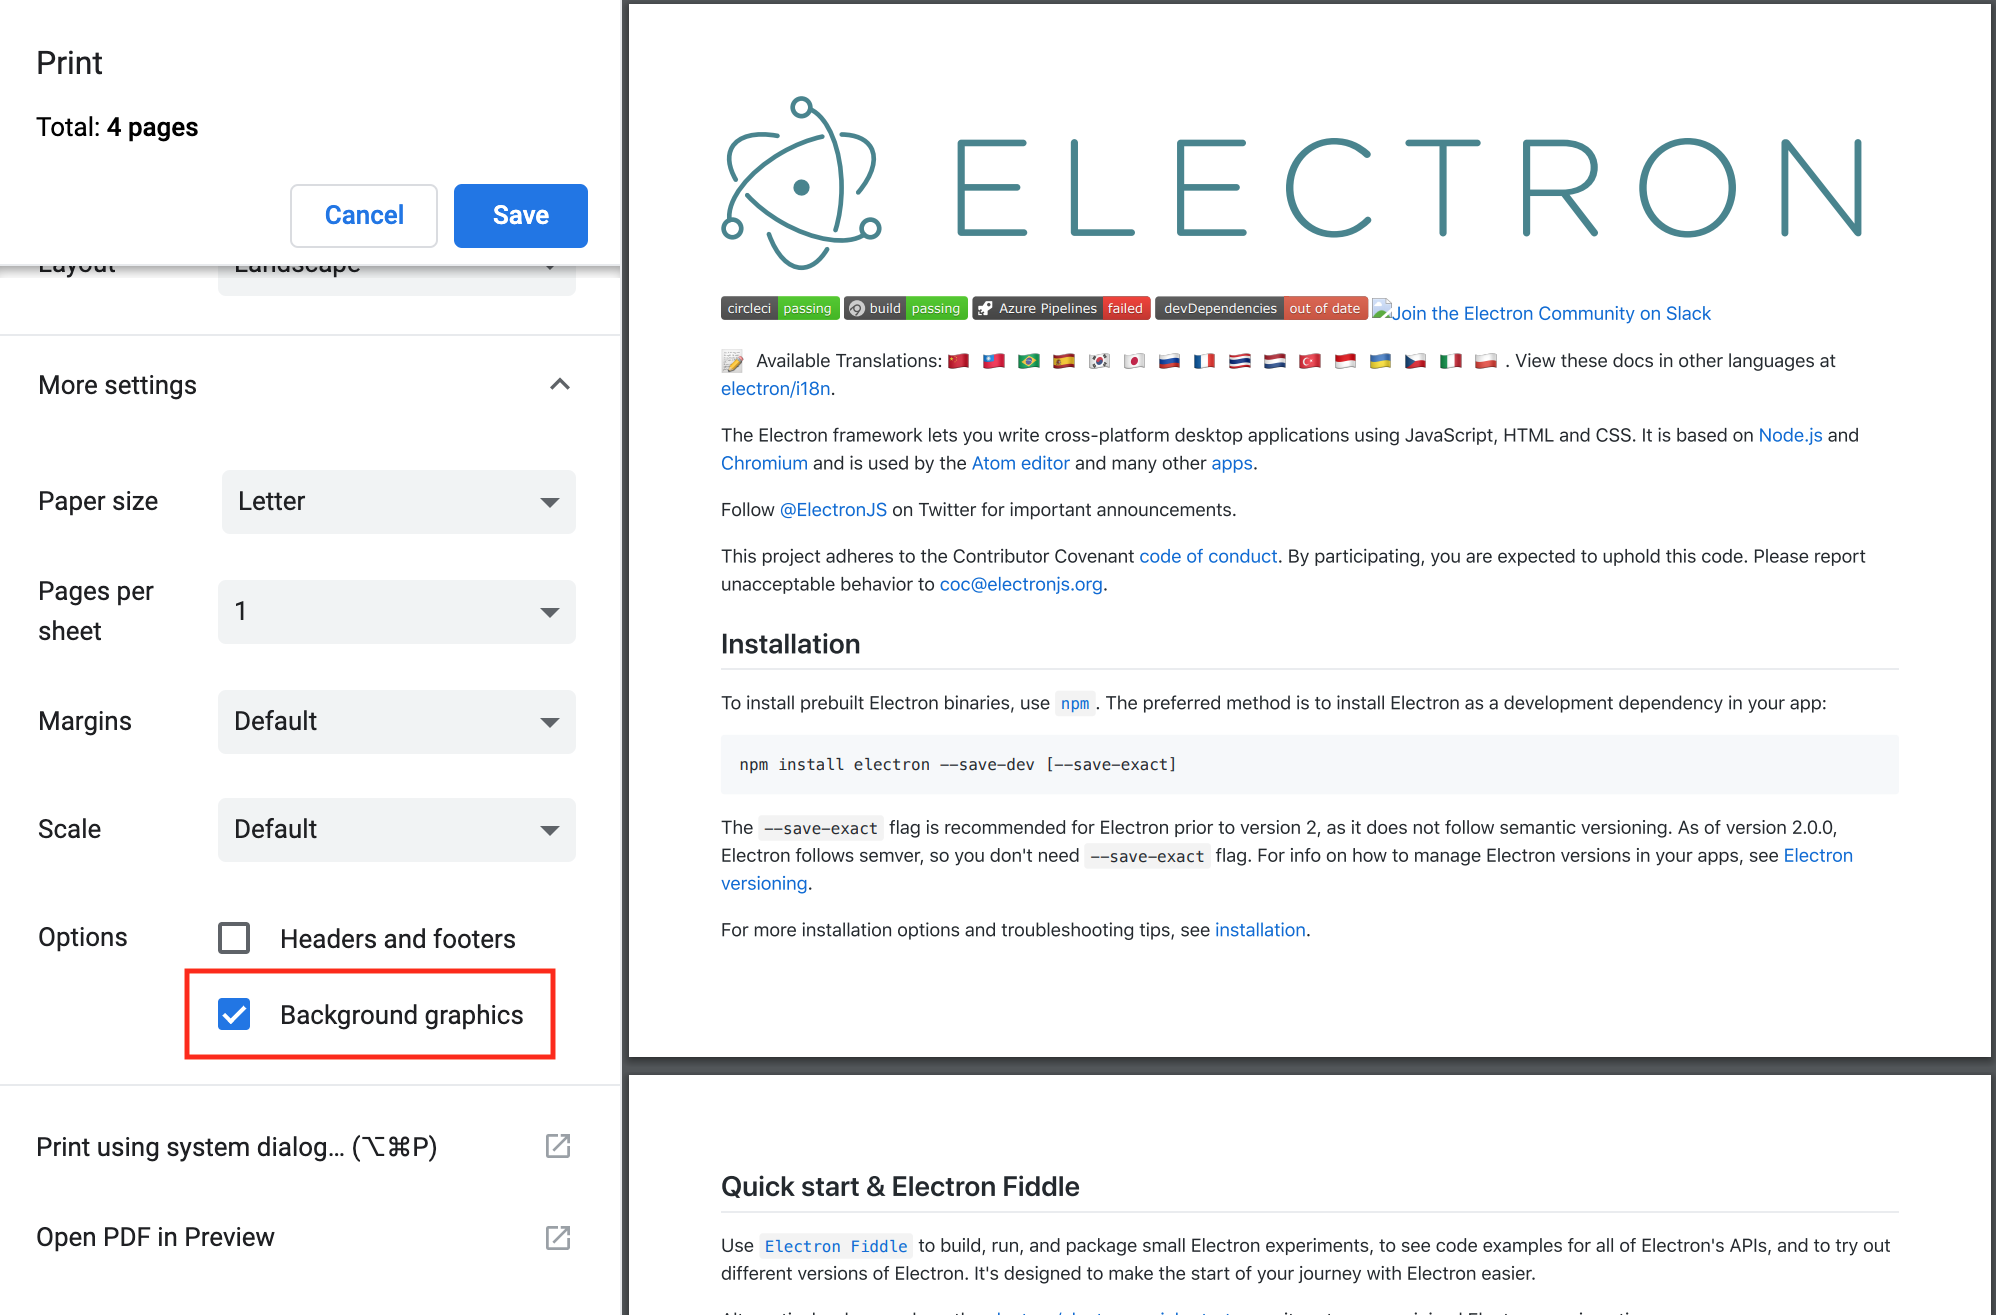 Print
Total: 4 pages
Cancel
Save
Layout
Landscape
More settings
Paper size
Letter
Pages per
sheet
1
Margins
Default
Scale
Default
Options
Headers and footers
Background graphics
Print using system dialog... (⌥⌘P)
Open PDF in Preview
ELECTRON
circleci passing build passing Azure Pipelines failed devDependencies out of date Join the Electron Community on Slack
📝 Available Translations: 🇨🇳 🇹🇼 🇧🇷 🇪🇸 🇰🇷 🇯🇵 🇷🇺 🇫🇷 🇹🇭 🇳🇱 🇹🇷 🇮🇩 🇺🇦 🇨🇿 🇮🇹 🇵🇱 . View these docs in other languages at
electron/i18n.
The Electron framework lets you write cross-platform desktop applications using JavaScript, HTML and CSS. It is based on Node.js and
Chromium and is used by the Atom editor and many other apps.
Follow @ElectronJS on Twitter for important announcements.
This project adheres to the Contributor Covenant code of conduct. By participating, you are expected to uphold this code. Please report
unacceptable behavior to coc@electronjs.org.
Installation
To install prebuilt Electron binaries, use npm . The preferred method is to install Electron as a development dependency in your app:
npm install electron --save-dev [--save-exact]
The --save-exact flag is recommended for Electron prior to version 2, as it does not follow semantic versioning. As of version 2.0.0,
Electron follows semver, so you don't need --save-exact flag. For info on how to manage Electron versions in your apps, see Electron
versioning.
For more installation options and troubleshooting tips, see installation.
Quick start & Electron Fiddle
Use Electron Fiddle to build, run, and package small Electron experiments, to see code examples for all of Electron's APIs, and to try out
different versions of Electron. It's designed to make the start of your journey with Electron easier.